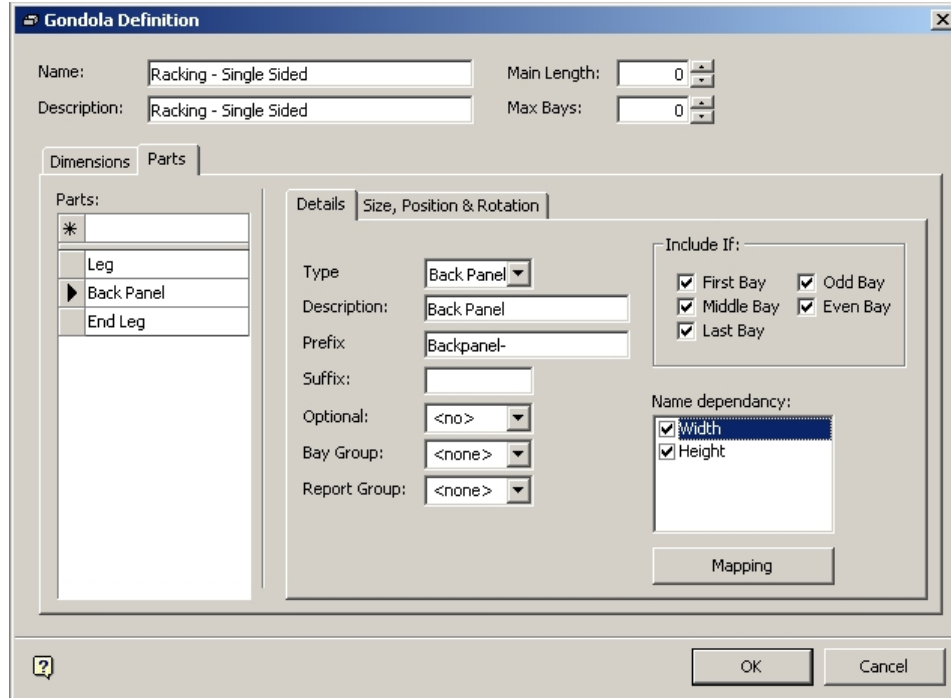 Gondola Definition
Name: Racking - Single Sided Main Length: 0
Description: Racking - Single Sided Max Bays: 0
Dimensions Parts
Parts:
Leg
Back Panel
End Leg
Details Size, Position & Rotation
Type Back Panel
Description: Back Panel
Prefix Backpanel-
Suffix:
Optional: <no>
Bay Group: <none>
Report Group: <none>
Include If:
First Bay Odd Bay
Middle Bay Even Bay
Last Bay
Name dependancy:
Width
Height
Mapping
OK Cancel